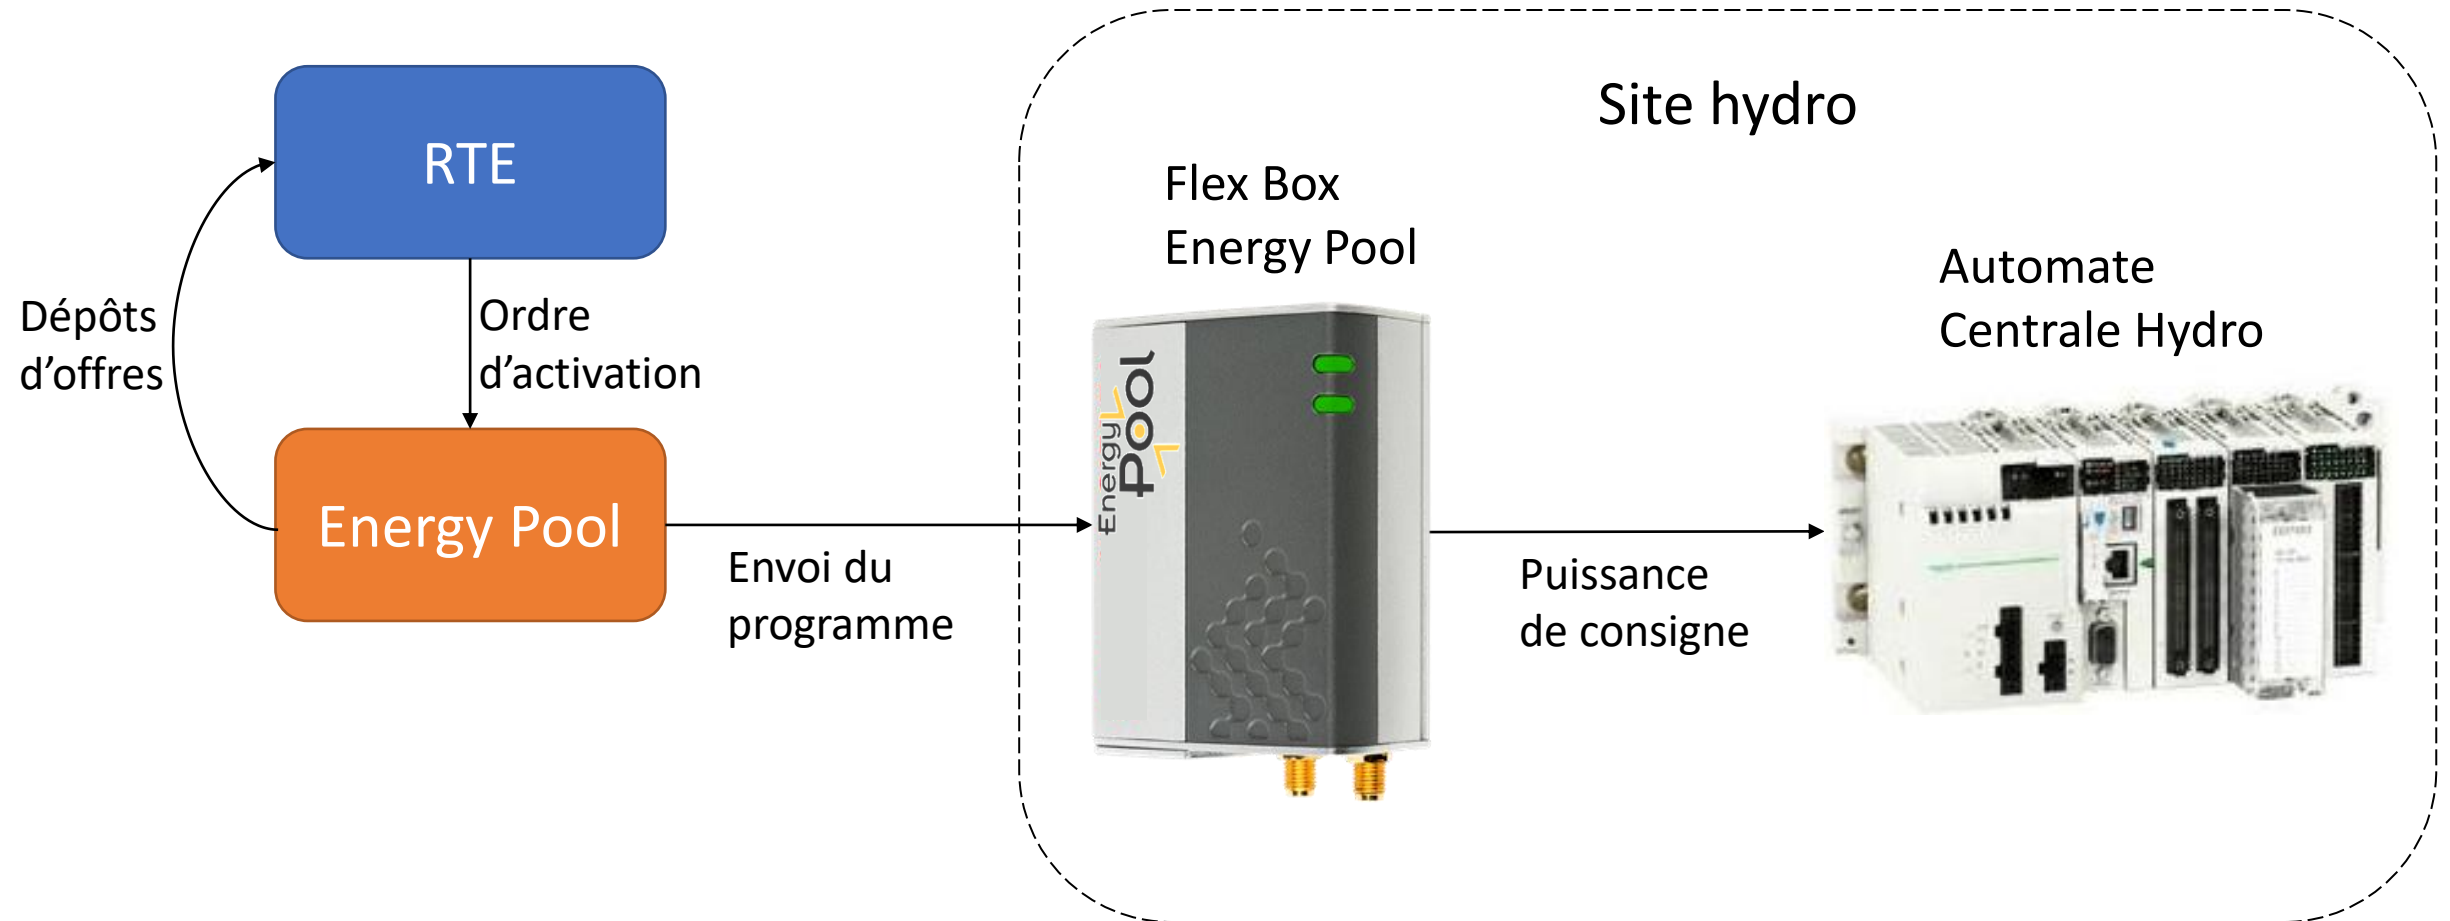 Site hydro
RTE
Flex Box
Energy Pool
Automate
Centrale Hydro
Dépôts
d’offres
Ordre
d’activation
Energy Pool
Energy
Pool
Envoi du
programme
Puissance
de consigne